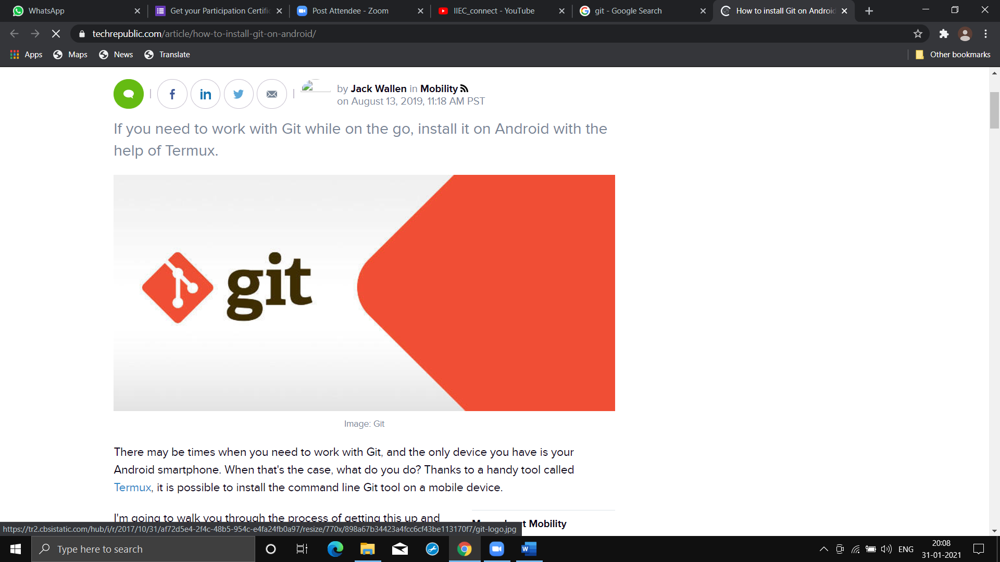 WhatsApp
Get your Participation Certific
Post Attendee - Zoom
IIEC_connect - YouTube
git - Google Search
How to install Git on Android
techrepublic.com/article/how-to-install-git-on-android/
Apps
Maps
News
Translate
Other bookmarks
by Jack Wallen in Mobility
on August 13, 2019, 11:18 AM PST
If you need to work with Git while on the go, install it on Android with the
help of Termux.
git
Image: Git
There may be times when you need to work with Git, and the only device you have is your
Android smartphone. When that's the case, what do you do? Thanks to a handy tool called
Termux, it is possible to install the command line Git tool on a mobile device.
I'm going to walk you through the process of getting this up and
Mobility
https://tr2.cbsistatic.com/hub/i/r/2017/10/31/af72d5e4-2f4c-48b5-954c-e4fa24fb0a97/resize/770x/898a67b34423a4fcc6cf43be113170f7/git-logo.jpg
Type here to search
ENG
20:08
31-01-2021